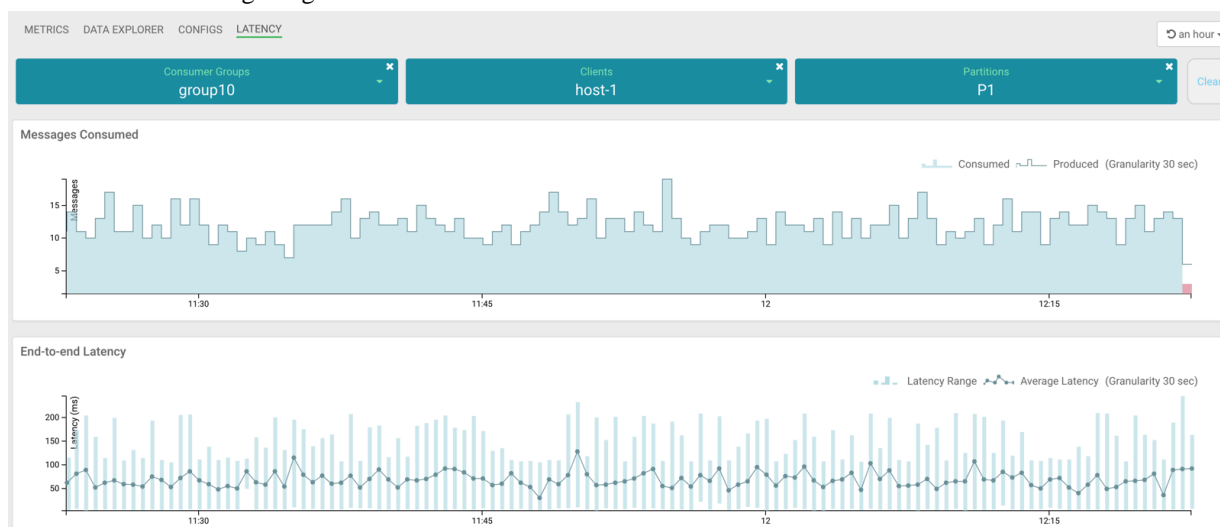 METRICS DATA EXPLORER CONFIGS LATENCY
an hour
Consumer Groups
group10
Clients
host-1
Partitions
P1
Clear
Messages Consumed
Consumed Produced (Granularity 30 sec)
Messages
15
10
5
11:30 11:45 12 12:15
End-to-end Latency
Latency Range Average Latency (Granularity 30 sec)
Latency (ms)
200
150
100
50
11:30 11:45 12 12:15